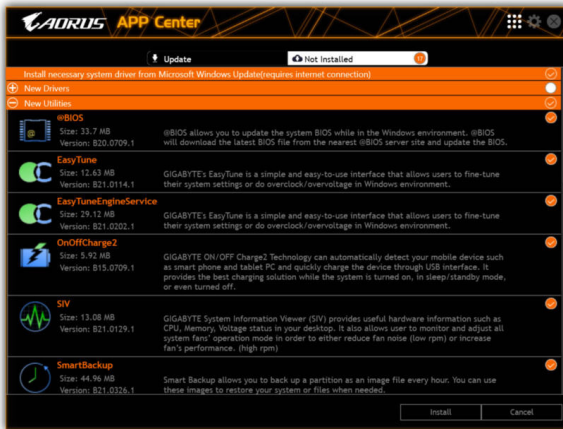 AORUS APP Center
Update
Not Installed
17
Install necessary system driver from Microsoft Windows Update(requires internet connection)
New Drivers
New Utilities
@BIOS
Size: 33.7 MB
Version: B20.0709.1
@BIOS allows you to update the system BIOS while in the Windows environment. @BIOS
will download the latest BIOS file from the nearest @BIOS server site and update the BIOS.
EasyTune
Size: 12.63 MB
Version: B21.0114.1
GIGABYTE's EasyTune is a simple and easy-to-use interface that allows users to fine-tune
their system settings or do overclock/overvoltage in Windows environment.
EasyTuneEngineService
Size: 29.12 MB
Version: B21.0202.1
GIGABYTE's EasyTune is a simple and easy-to-use interface that allows users to fine-tune
their system settings or do overclock/overvoltage in Windows environment.
OnOffCharge2
Size: 5.92 MB
Version: B15.0709.1
GIGABYTE ON/OFF Charge2 Technology can automatically detect your mobile device such
as smart phone and tablet PC and quickly charge the device through USB interface. It
provides the best charging solution while the system is turned on, in sleep/standby mode,
or even turned off.
SIV
Size: 13.08 MB
Version: B21.0129.1
GIGABYTE System Information Viewer (SIV) provides useful hardware information such as
CPU, Memory, Voltage status in your desktop. It also allows user to monitor and adjust all
system fans' operation mode in order to either reduce fan noise (low rpm) or increase
fan's performance. (high rpm)
SmartBackup
Size: 44.96 MB
Version: B21.0326.1
Smart Backup allows you to back up a partition as an image file every hour. You can use
these images to restore your system or files when needed.
Install
Cancel